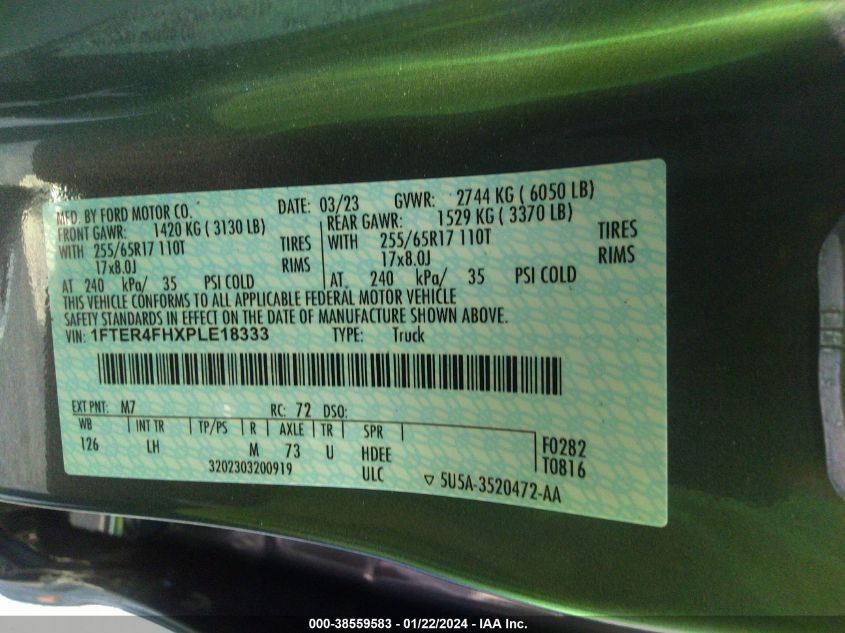 MFD. BY FORD MOTOR CO. DATE: 03/23 GVWR: 2744 KG ( 6050 LB)
FRONT GAWR: 1420 KG ( 3130 LB) REAR GAWR: 1529 KG ( 3370 LB)
WITH 255/65R17 110T TIRES WITH 255/65R17 110T TIRES
17x8.0J RIMS 17x8.0J RIMS
AT 240 kPa/ 35 PSI COLD AT 240 kPa/ 35 PSI COLD
THIS VEHICLE CONFORMS TO ALL APPLICABLE FEDERAL MOTOR VEHICLE
SAFETY STANDARDS IN EFFECT ON THE DATE OF MANUFACTURE SHOWN ABOVE.
VIN: 1FTER4FHXPLE18333 TYPE: Truck
EXT PNT: M7 RC: 72 DSO:
WB INT TR TP/PS R AXLE TR SPR
126 LH M 73 U HDEE F0282
3202303200919 ULC T0816
▽ 5U5A-3520472-AA
000-38559583 - 01/22/2024 - IAA Inc.